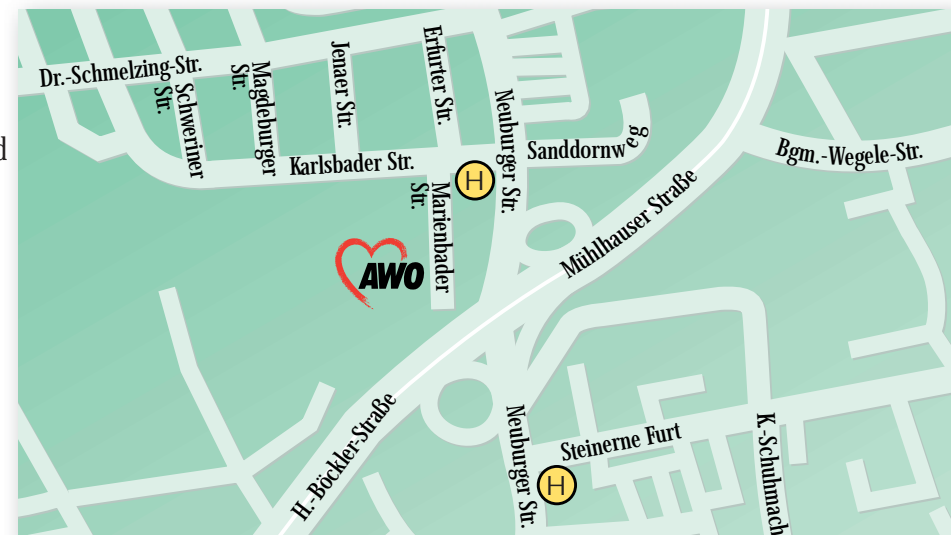 d
Dr.-Schmelzing-Str.
Schweriner
Str.
Magdeburger
Str.
Jenaer Str.
Erfurter Str.
Neuburger Str.
Karlsbader Str.
H
Sanddornweg
Bgm.-Wegele-Str.
Marienbader
Str.
Mühlhauser Straße
AWO
H.-Böckler-Straße
Neuburger Str.
Steinerne Furt
H
K.-Schuhmach